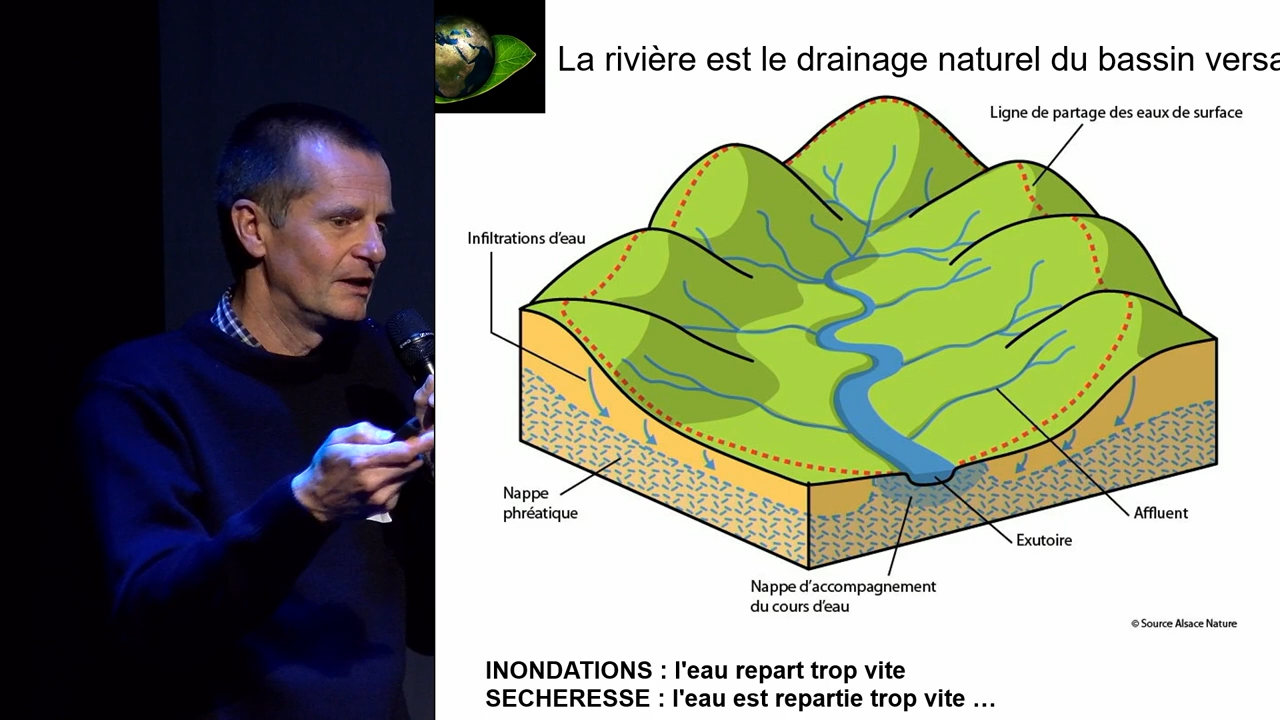 La rivière est le drainage naturel du bassin versa
Ligne de partage des eaux de surface
Infiltrations d'eau
Nappe
phréatique
Affluent
Exutoire
Nappe d'accompagnement
du cours d'eau
© Source Alsace Nature
INONDATIONS : l'eau repart trop vite
SECHERESSE : l'eau est repartie trop vite ...